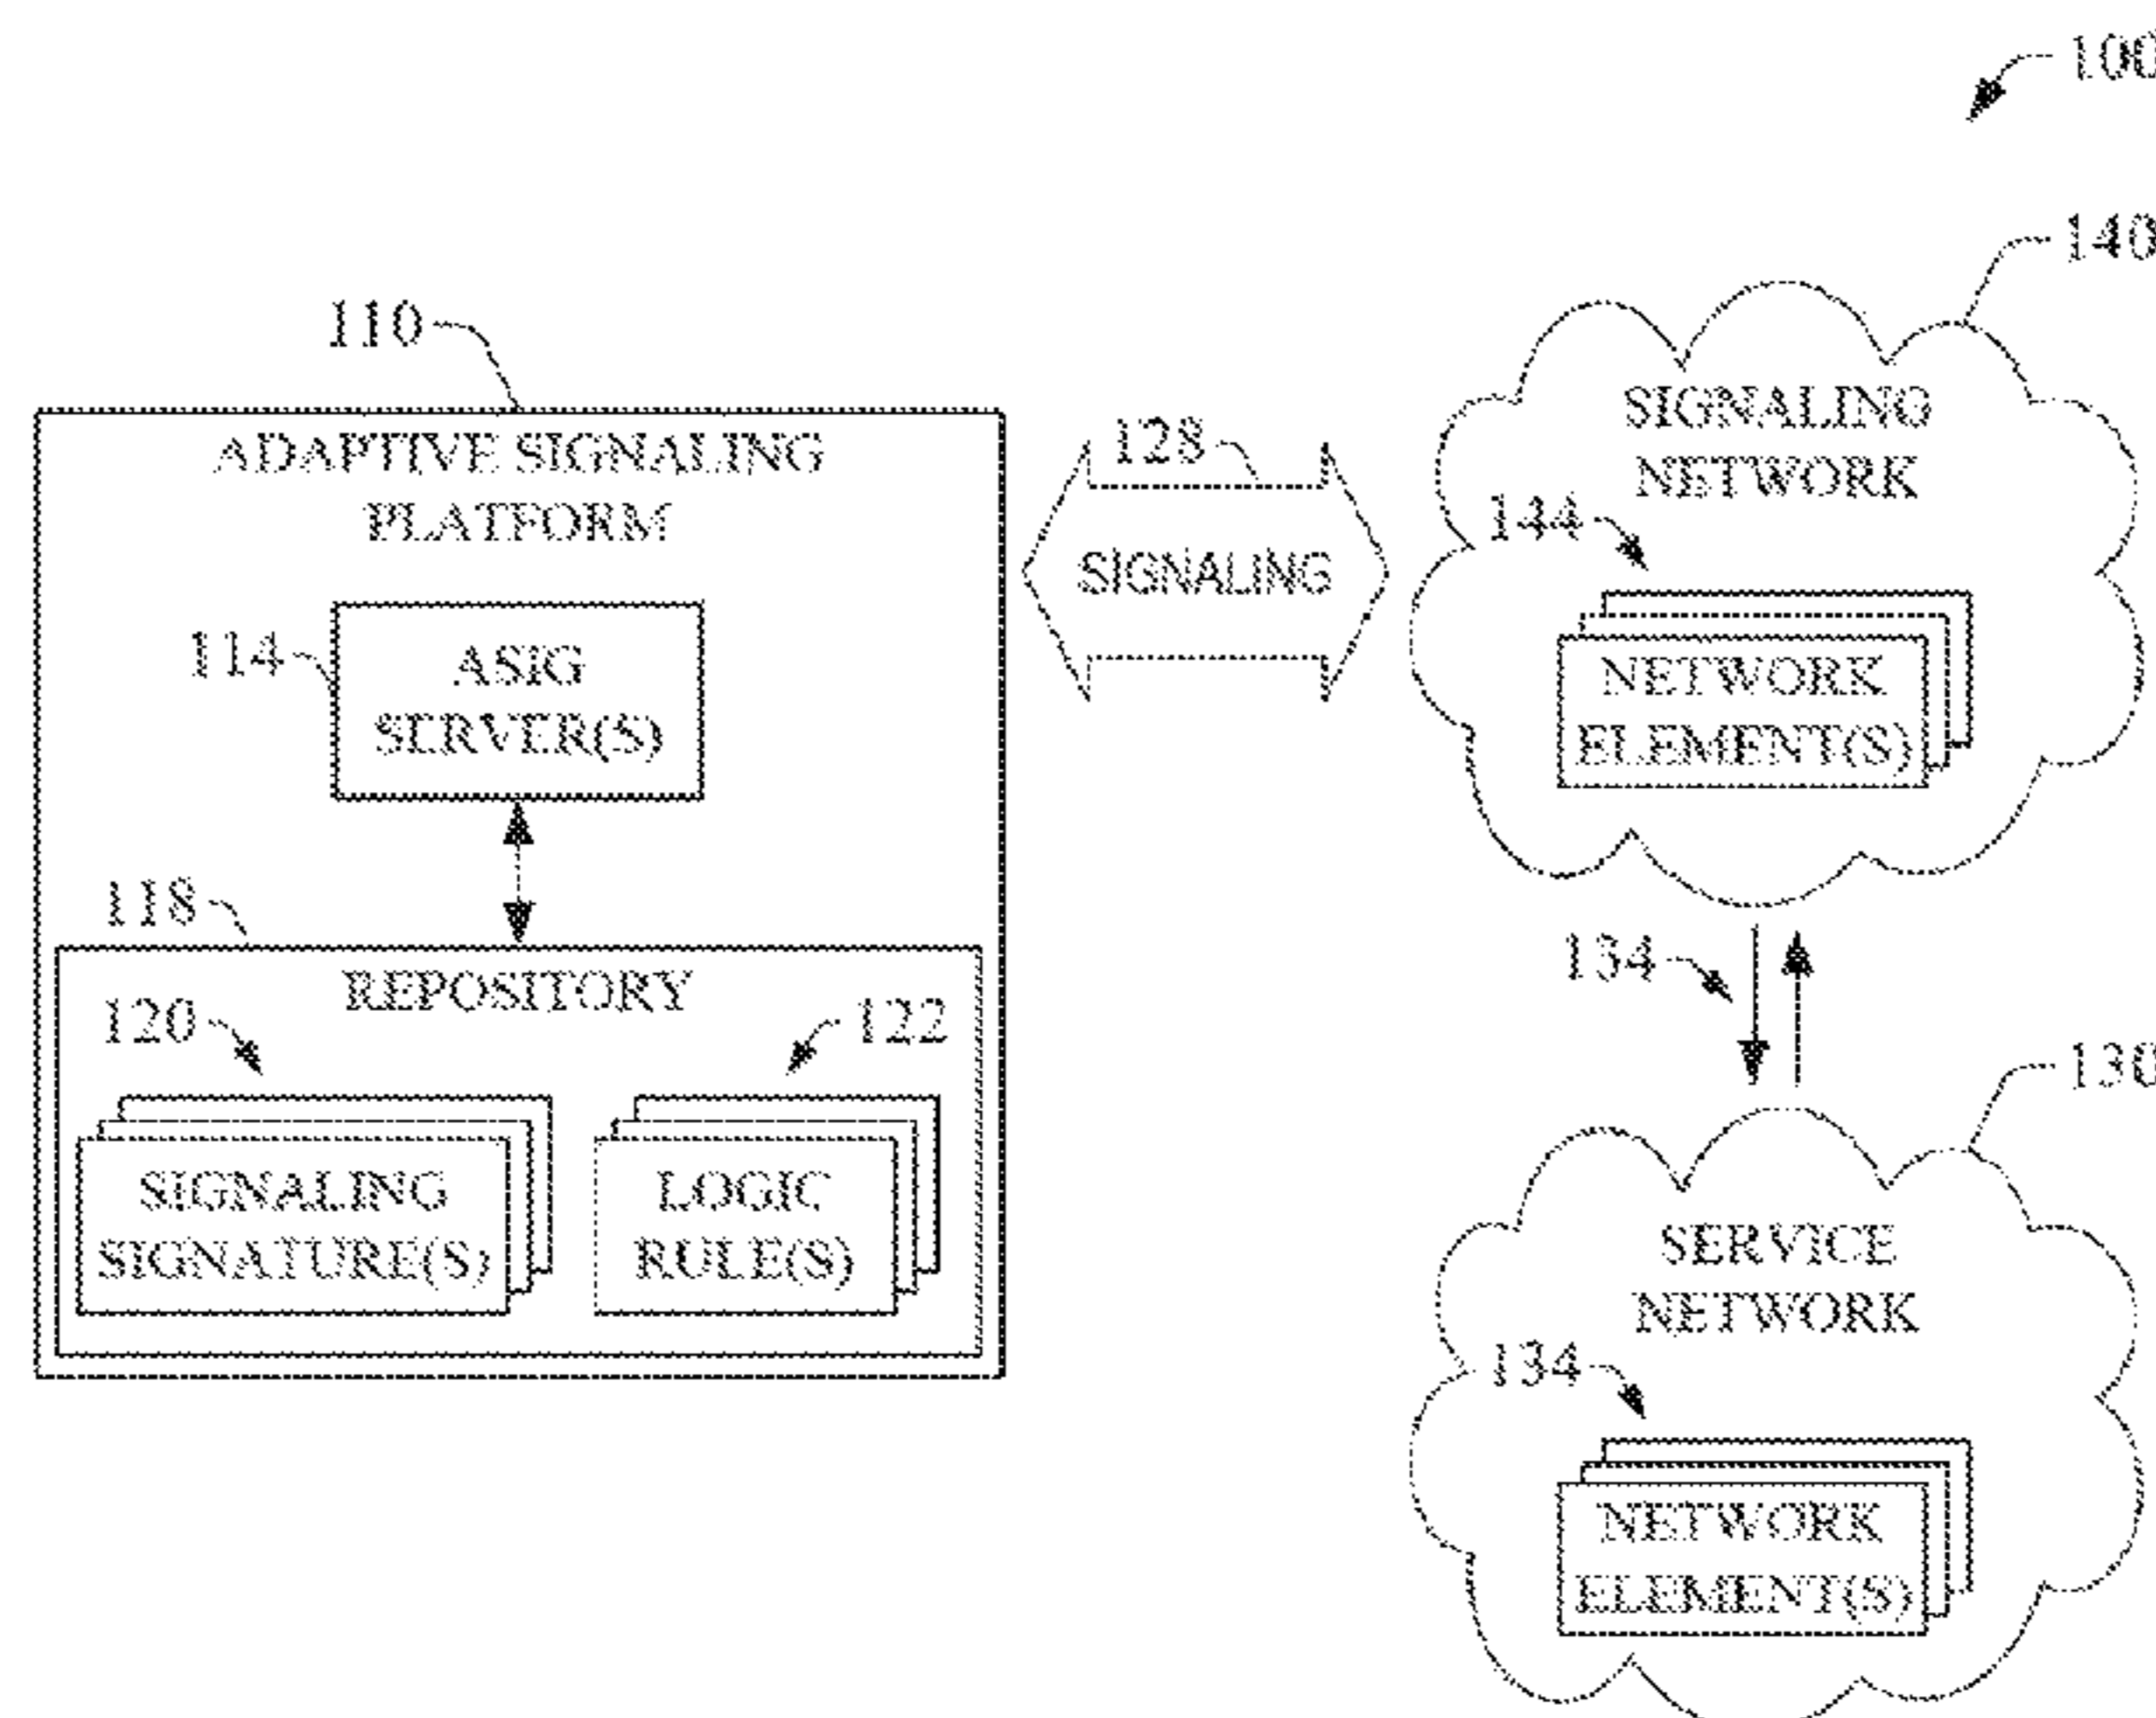 100
140
110
ADAPTIVE SIGNALING
PLATFORM
128
SIGNALING
SIGNALING
NETWORK
144
NETWORK
ELEMENT(S)
114
ASIG
SERVER(S)
118
REPOSITORY
120
122
SIGNALING
SIGNATURE(S)
LOGIC
RULE(S)
134
130
SERVICE
NETWORK
134
NETWORK
ELEMENT(S)